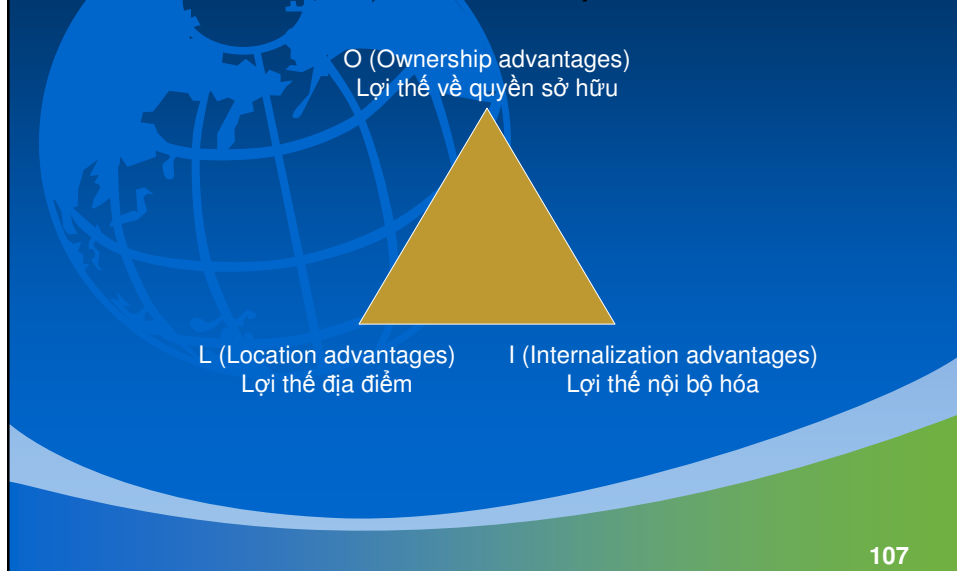 O (Ownership advantages)
Lợi thế về quyền sở hữu
L (Location advantages)
Lợi thế địa điểm
I (Internalization advantages)
Lợi thế nội bộ hóa
107